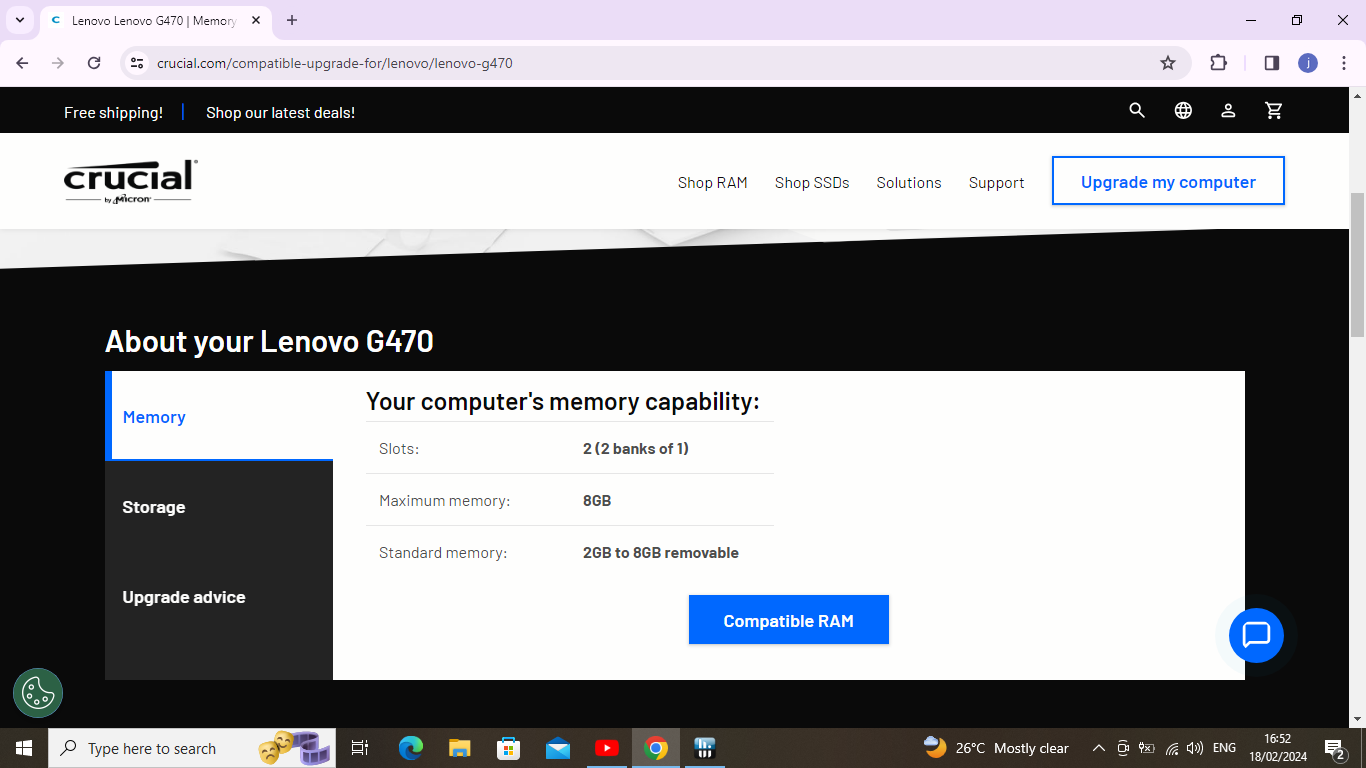 Lenovo Lenovo G470 | Memory
crucial.com/compatible-upgrade-for/lenovo/lenovo-g470
j
Free shipping! Shop our latest deals!
crucial
by Micron
Shop RAM Shop SSDs Solutions Support Upgrade my computer
About your Lenovo G470
Memory
Storage
Upgrade advice
Your computer's memory capability:
Slots: 2 (2 banks of 1)
Maximum memory: 8GB
Standard memory: 2GB to 8GB removable
Compatible RAM
Type here to search
26°C Mostly clear
ENG
16:52
18/02/2024
2